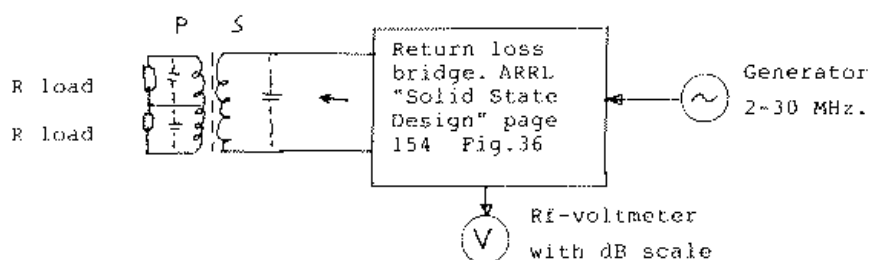 P S
R load
R load
Return loss
bridge. ARRL
"Solid State
Design" page
154 Fig.36
Generator
2-30 MHz.
V
Rf-voltmeter
with dB scale